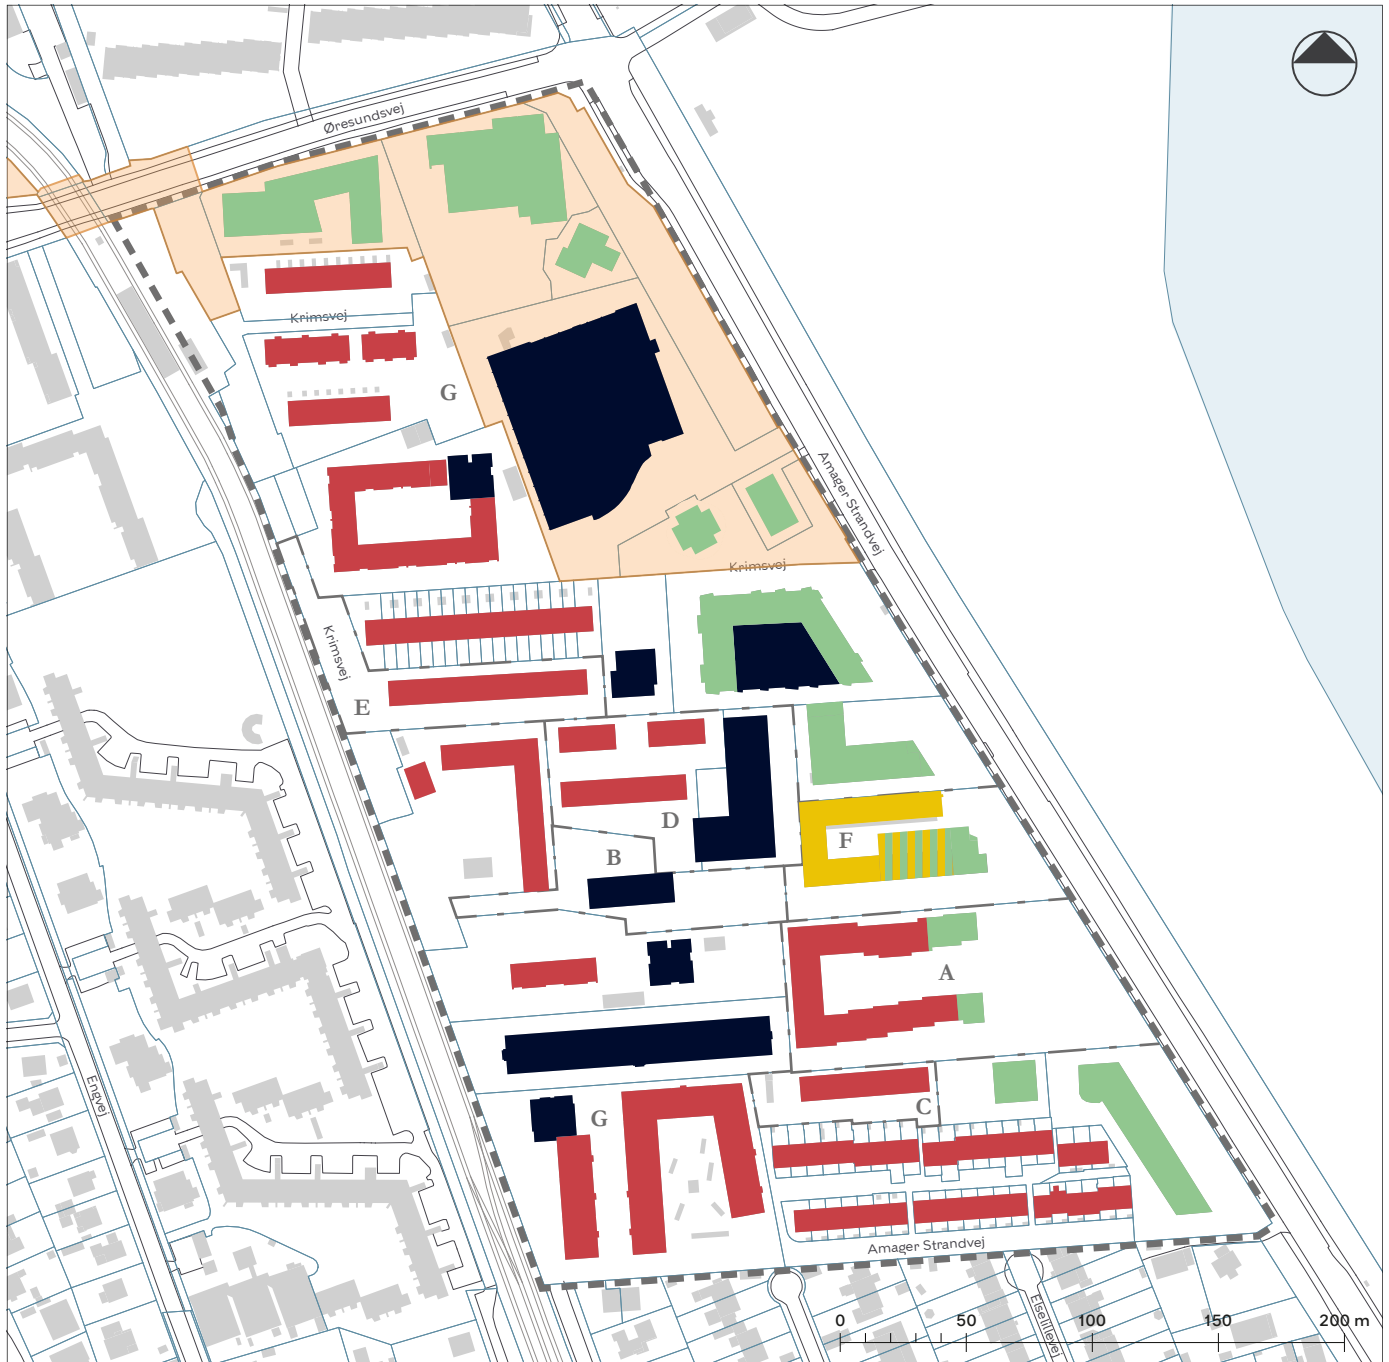 Øresundsvej
Krimsvej
G
Amager Strandvej
Krimsvej
Krimsvej
E
D
F
B
A
Engvej
C
G
Amager Strandvej
Elselillevej
0 50 100 150 200 m